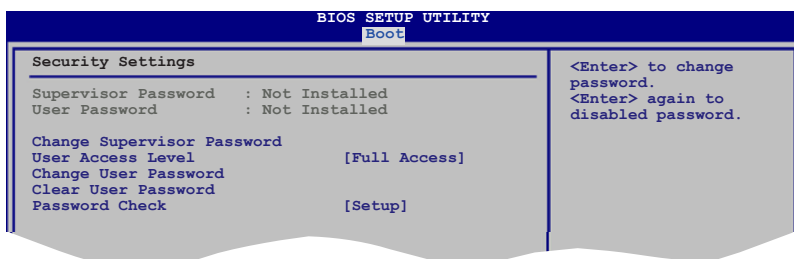 BIOS SETUP UTILITY
Boot
Security Settings
Supervisor Password : Not Installed
User Password : Not Installed
Change Supervisor Password
User Access Level [Full Access]
Change User Password
Clear User Password
Password Check [Setup]
<Enter> to change
password.
<Enter> again to
disabled password.